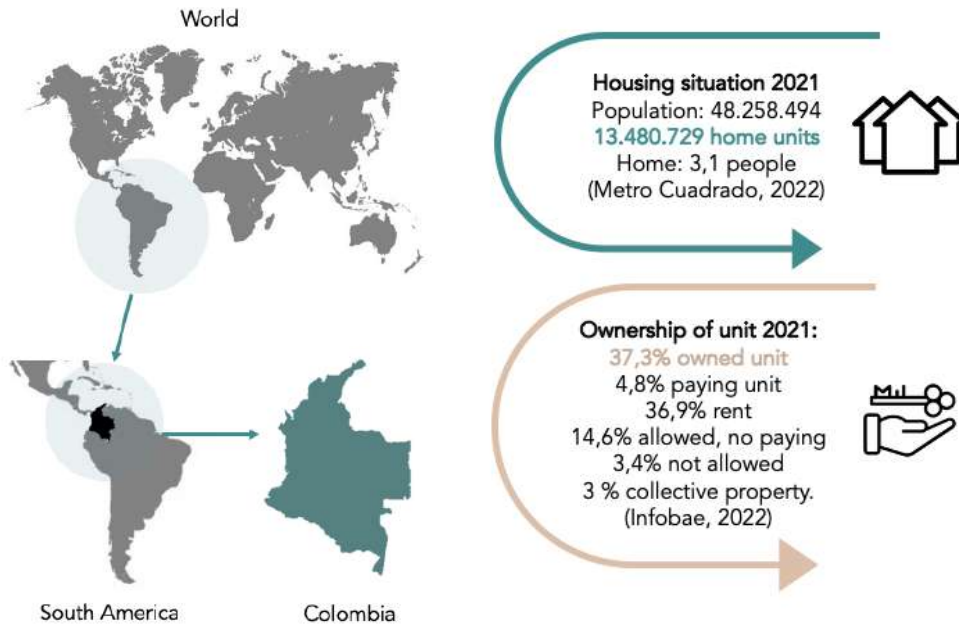 World
Housing situation 2021
Population: 48.258.494
13.480.729 home units
Home: 3,1 people
(Metro Cuadrado, 2022)
Ownership of unit 2021:
37,3% owned unit
4,8% paying unit
36,9% rent
14,6% allowed, no paying
3,4% not allowed
3 % collective property.
(Infobae, 2022)
South America
Colombia